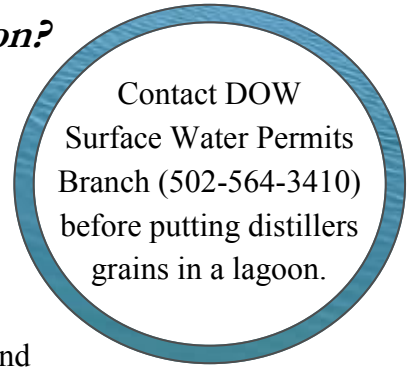 on?
Contact DOW
Surface Water Permits
Branch (502-564-3410)
before putting distillers
grains in a lagoon.
nd